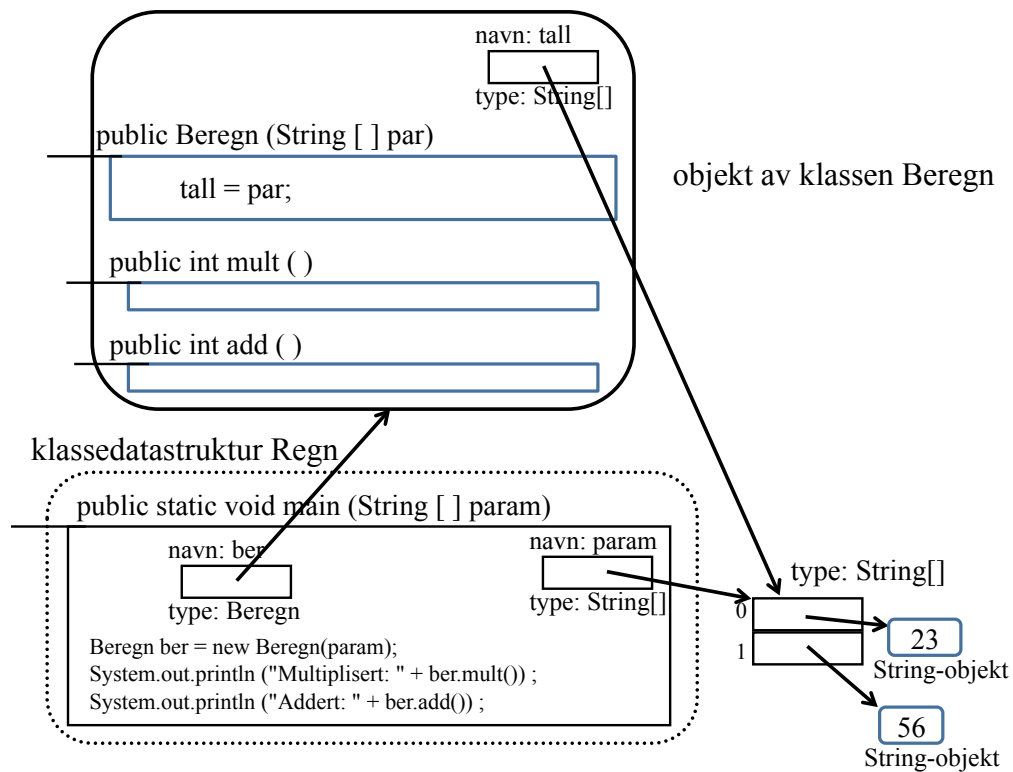 navn: tall
type: String[]
public Beregn (String [ ] par)
tall = par;
objekt av klassen Beregn
public int mult ( )
public int add ( )
klassedatastruktur Regn
public static void main (String [ ] param)
navn: ber
type: Beregn
navn: param
type: String[]
Beregn ber = new Beregn(param);
System.out.println ("Multiplisert: " + ber.mult()) ;
System.out.println ("Addert: " + ber.add()) ;
type: String[]
0
1
23
String-objekt
56
String-objekt